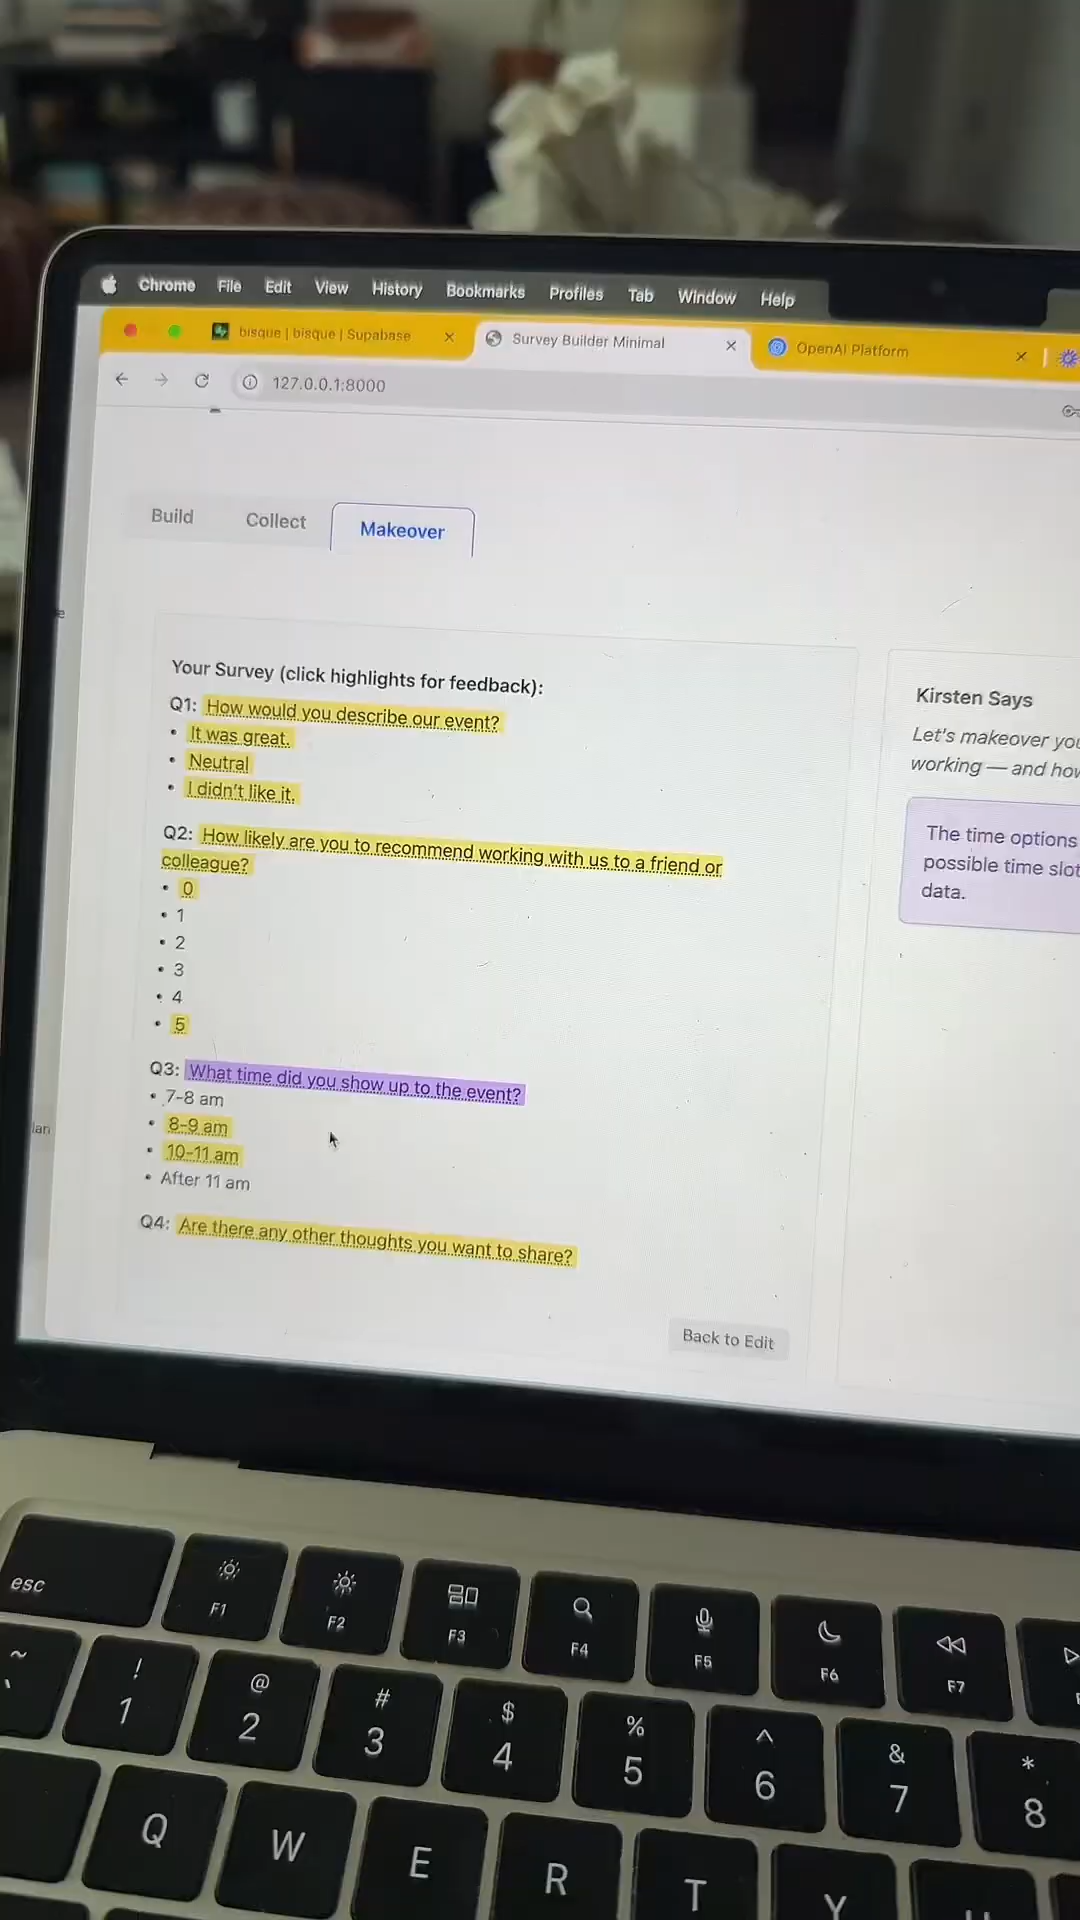 Chrome File Edit View History Bookmarks Profiles Tab Window Help
bisque | bisque | Supabase
Survey Builder Minimal
OpenAI Platform
127.0.0.1:8000
Build
Collect
Makeover
Your Survey (click highlights for feedback):
Q1: How would you describe our event?
• It was great.
• Neutral
• I didn't like it.
Q2: How likely are you to recommend working with us to a friend or
colleague?
• 0
• 1
• 2
• 3
• 4
• 5
Q3: What time did you show up to the event?
• 7-8 am
• 8-9 am
• 10-11 am
• After 11 am
Q4: Are there any other thoughts you want to share?
Back to Edit
Kirsten Says
Let's makeover you
working — and how
The time options
possible time slot
data.
esc
F1
F2
F3
F4
F5
F6
F7
~
`
!
1
@
2
#
3
$
4
%
5
^
6
&
7
*
8
Q
W
E
R
T
Y